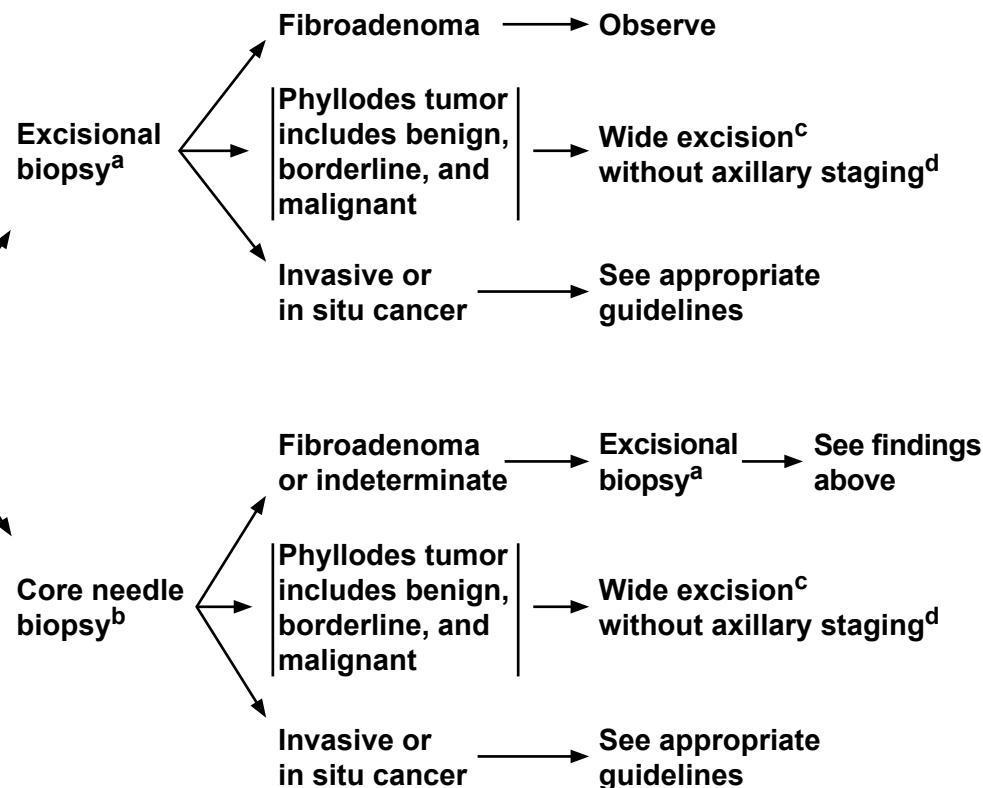 Fibroadenoma
Observe
Excisional
biopsyᵃ
Phyllodes tumor
includes benign,
borderline, and
malignant
Wide excisionᶜ
without axillary stagingᵈ
Invasive or
in situ cancer
See appropriate
guidelines
Fibroadenoma
or indeterminate
Excisional
biopsyᵃ
See findings
above
Core needle
biopsyᵇ
Phyllodes tumor
includes benign,
borderline, and
malignant
Wide excisionᶜ
without axillary stagingᵈ
Invasive or
in situ cancer
See appropriate
guidelines